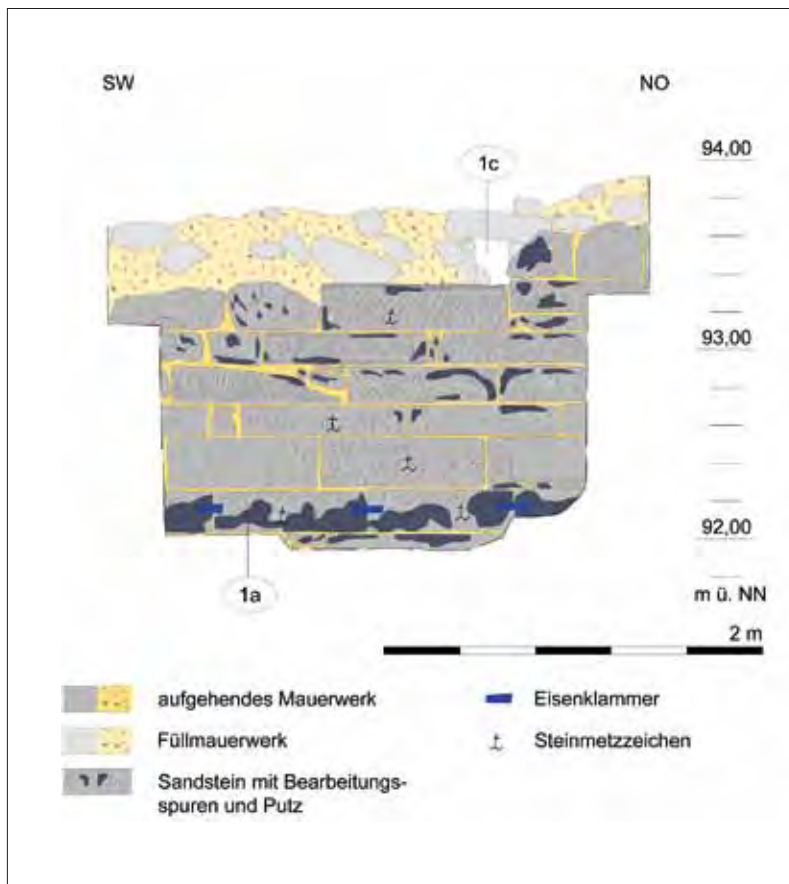 SW
NO
94,00
1c
93,00
92,00
1a
m ü. NN
2 m
aufgehendes Mauerwerk
Eisenklammer
Füllmauerwerk
Steinmetzzeichen
Sandstein mit Bearbeitungs-
spuren und Putz